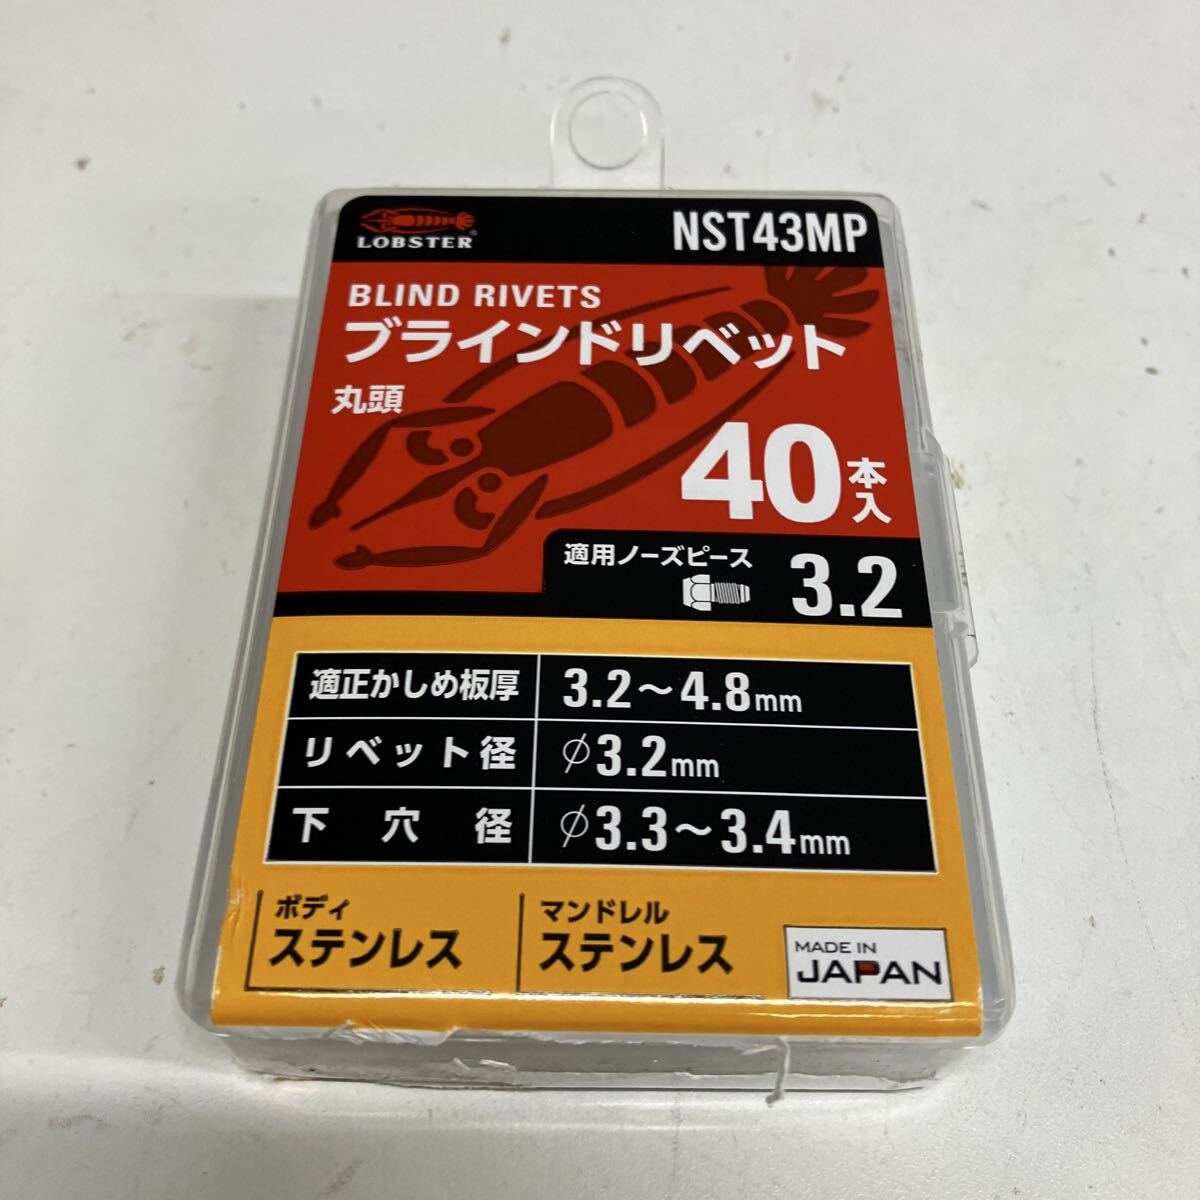 LOBSTER®
NST43MP
BLIND RIVETS
ブラインドリベット
丸頭
40本入
適用ノーズピース
3.2
適正かしめ板厚 3.2～4.8mm
リベット径 φ3.2mm
下穴径 φ3.3～3.4mm
ボディ
ステンレス
マンドレル
ステンレス
MADE IN
JAPAN